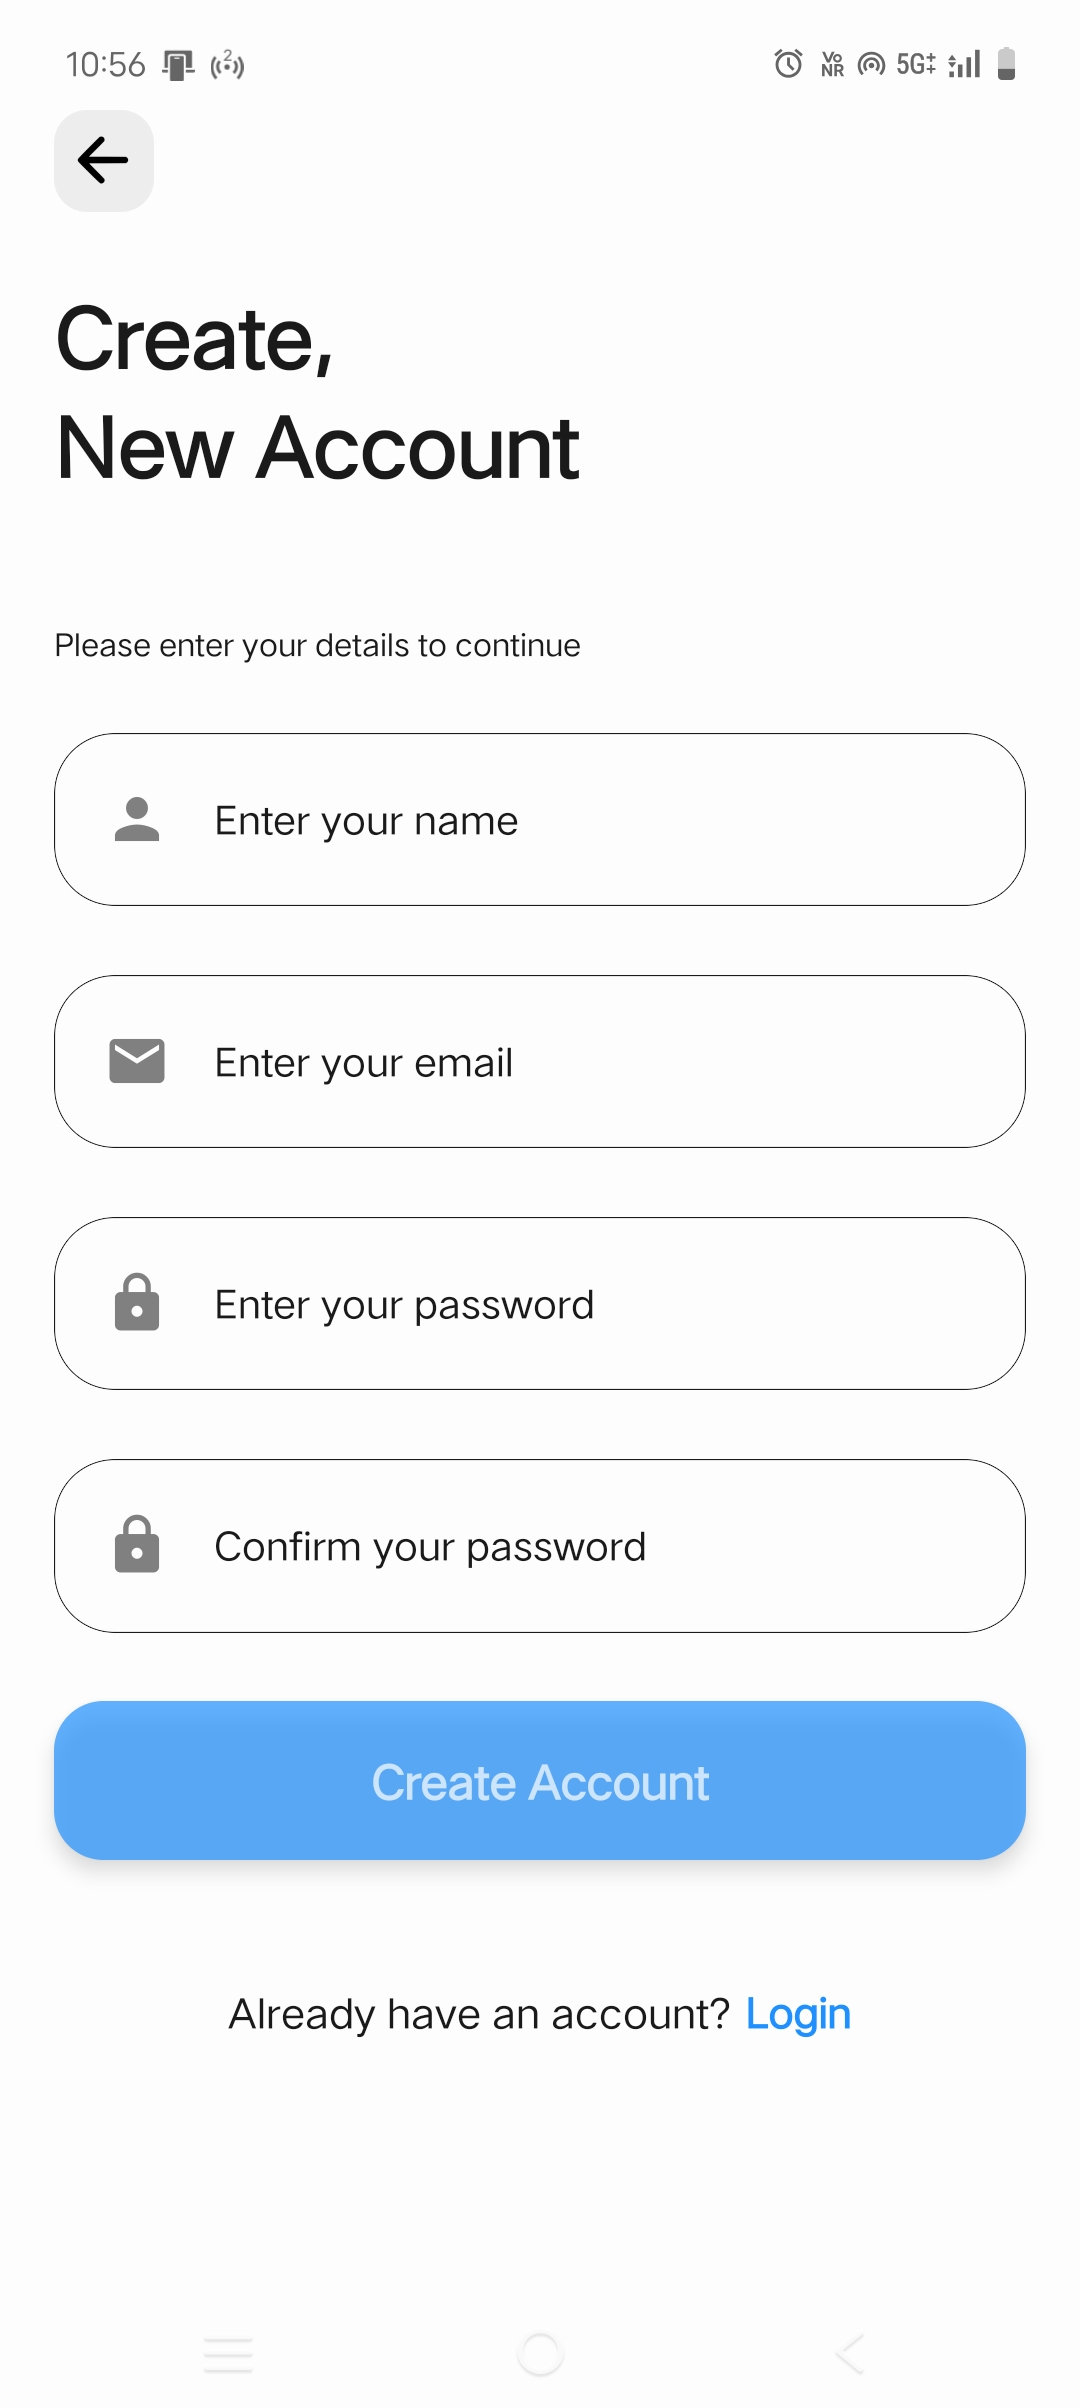 10:56 2 Vo NR 5G++
Create,
New Account
Please enter your details to continue
Enter your name
Enter your email
Enter your password
Confirm your password
Create Account
Already have an account? Login